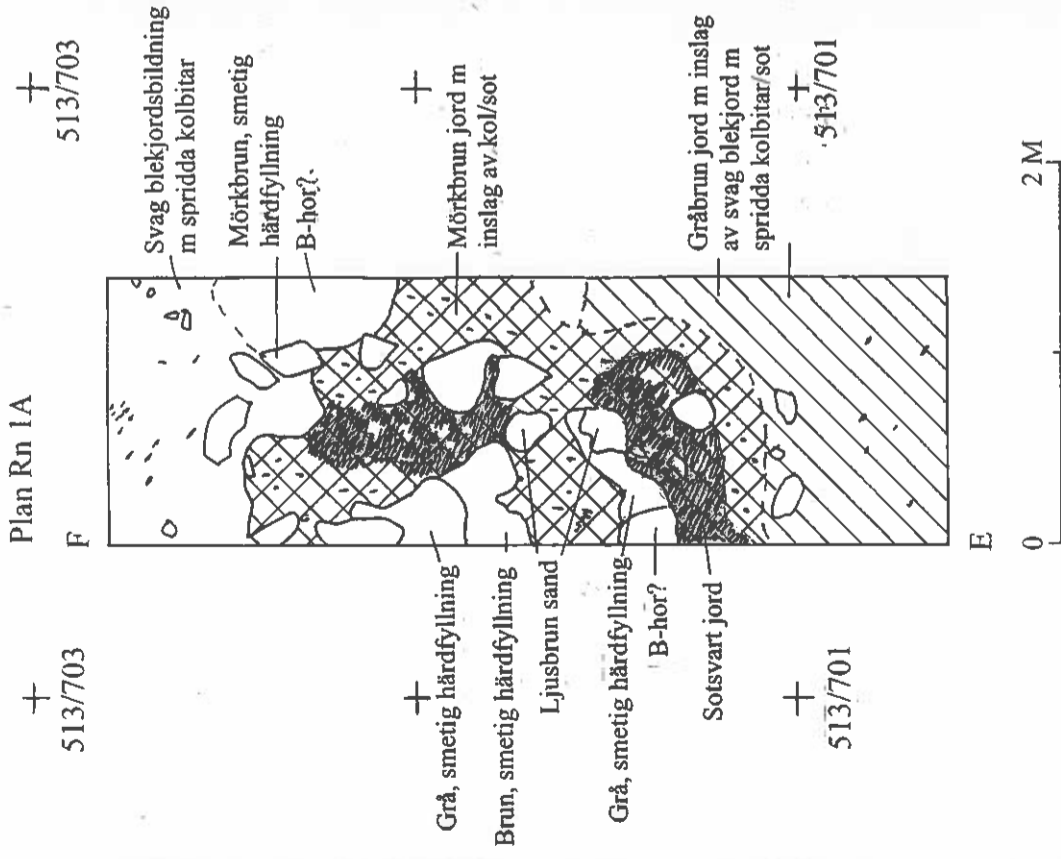 Plan Rn 1A
F
513/703
513/703
Svag blekjordsbildning
m spridda kolbitar
Mörkbrun, smetig
härdfyllning
B-hor?
Mörkbrun jord m
inslag av kol/sot
Gråbrun jord m inslag
av svag blekjord m
spridda kolbitar/sot
513/701
Grå, smetig härdfyllning
Brun, smetig härdfyllning
Ljusbrun sand
Grå, smetig härdfyllning
B-hor?
Sotsvart jord
513/701
E
0
2 M